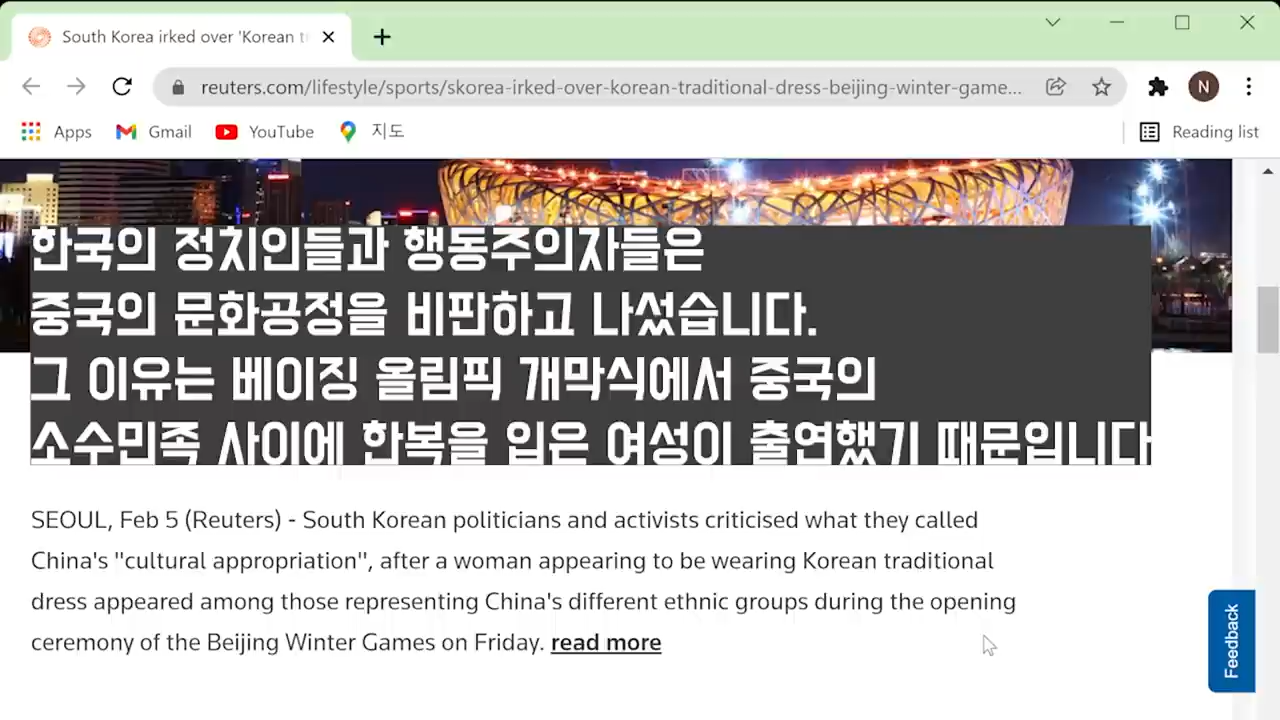 South Korea irked over 'Korean t
reuters.com/lifestyle/sports/skorea-irked-over-korean-traditional-dress-beijing-winter-game...
N
Apps
Gmail
YouTube
지도
Reading list
한국의 정치인들과 행동주의자들은
중국의 문화공정을 비판하고 나섰습니다.
그 이유는 베이징 올림픽 개막식에서 중국의
소수민족 사이에 한복을 입은 여성이 출연했기 때문입니다
SEOUL, Feb 5 (Reuters) - South Korean politicians and activists criticised what they called
China's "cultural appropriation", after a woman appearing to be wearing Korean traditional
dress appeared among those representing China's different ethnic groups during the opening
ceremony of the Beijing Winter Games on Friday. read more
Feedback